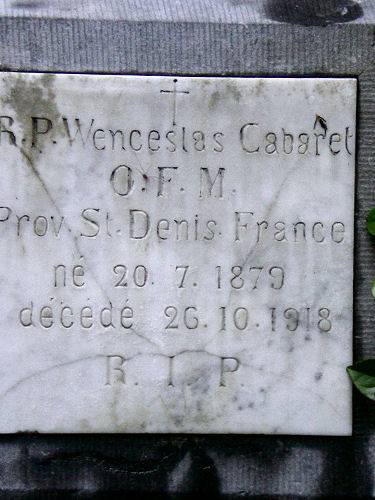 R.P. Wenceslas Cabaret
O.F.M.
Prov. St. Denis. France
né 20.7.1879
décédé 26.10.1918
R.I.P.